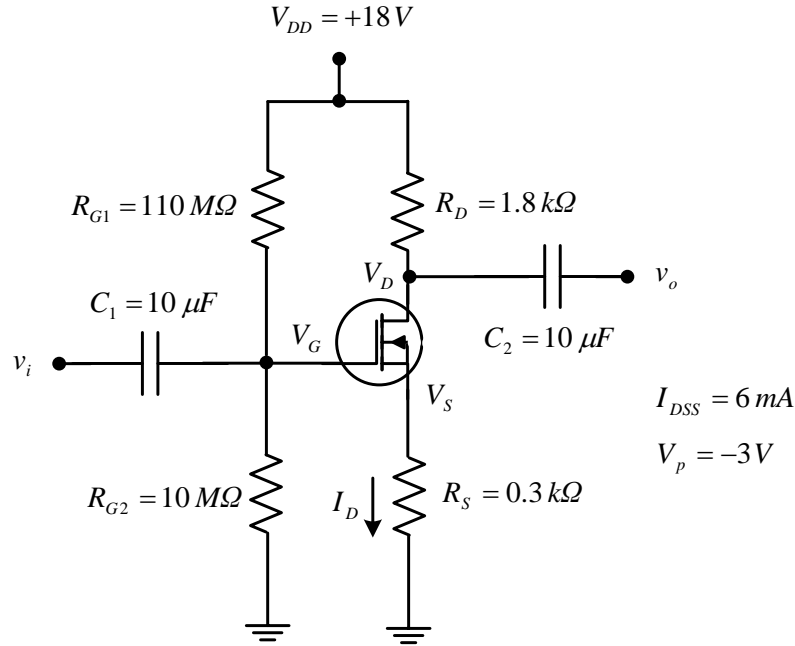 V_DD = +18 V
R_G1 = 110 MΩ
R_D = 1.8 kΩ
V_D
v_o
C_1 = 10 μF
V_G
C_2 = 10 μF
v_i
V_S
I_DSS = 6 mA
V_p = −3 V
R_G2 = 10 MΩ
I_D
R_S = 0.3 kΩ